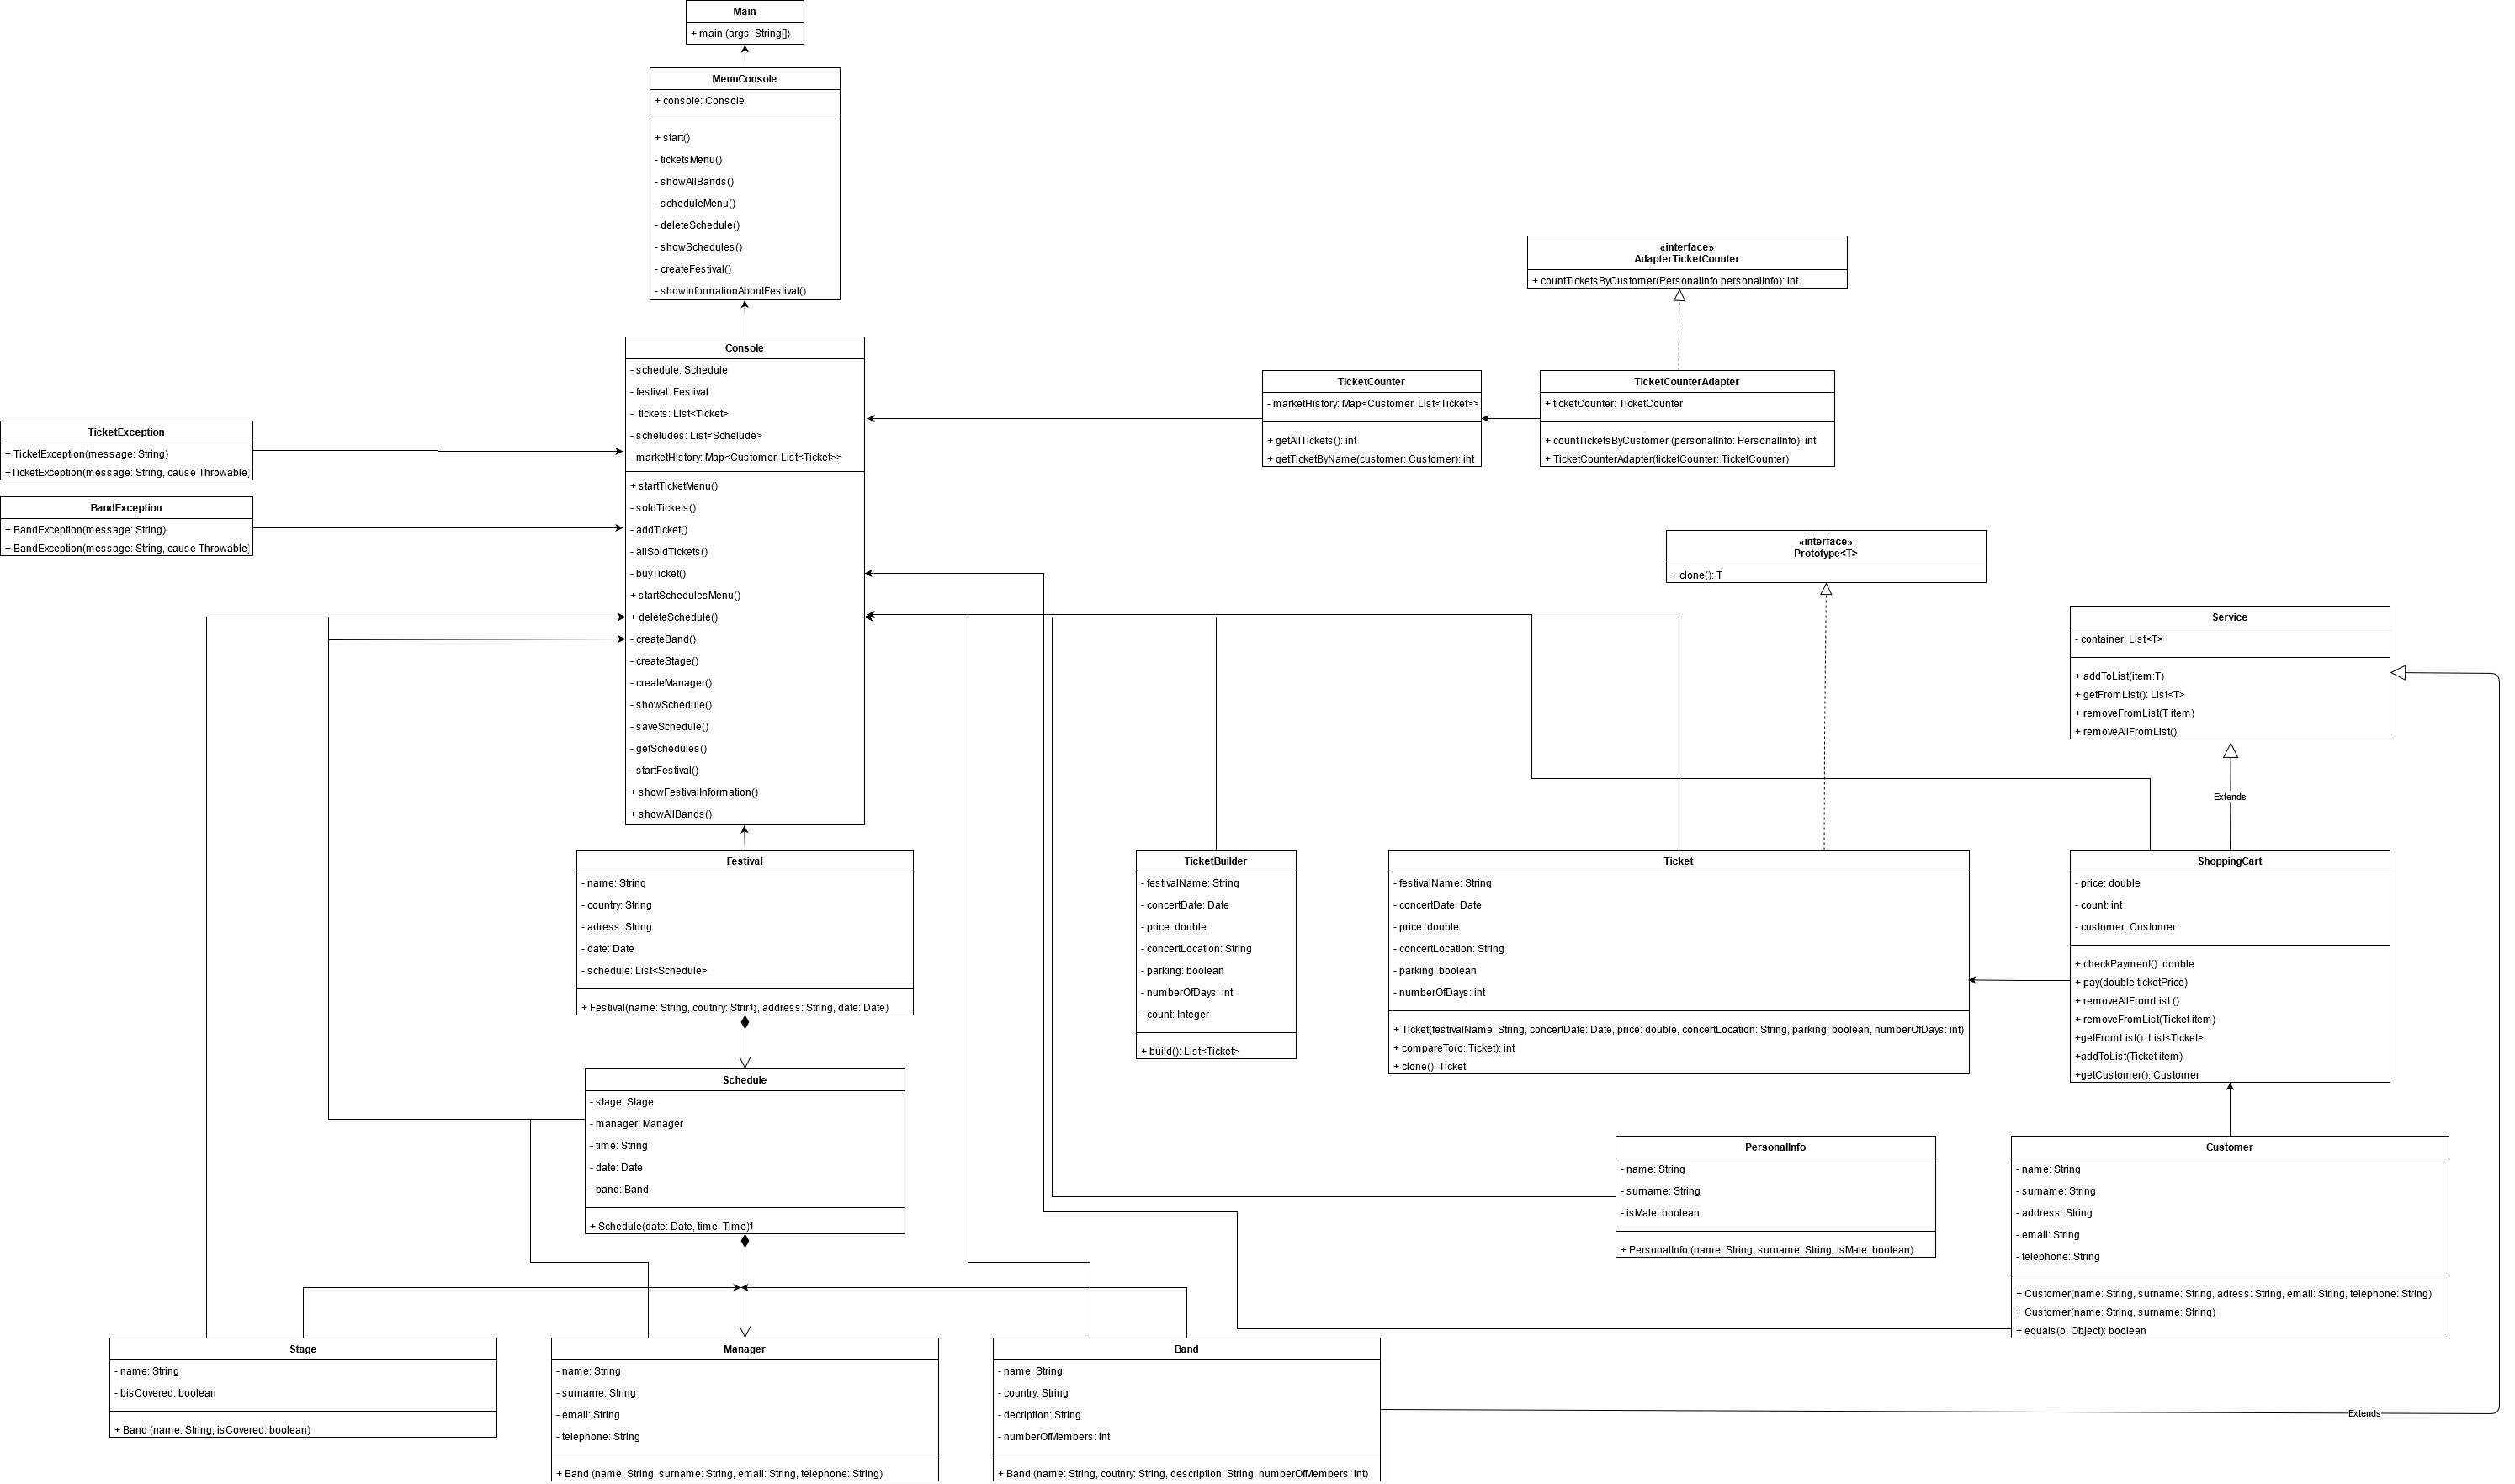 Main
+ main (args: String[])
MenuConsole
+ console: Console
+ start()
- ticketsMenu()
- showAllBands()
- scheduleMenu()
- deleteSchedule()
- showSchedules()
- createFestival()
- showInformationAboutFestival()
Console
- schedule: Schedule
- festival: Festival
- tickets: List<Ticket>
- scheludes: List<Schelude>
- marketHistory: Map<Customer, List<Ticket>>
+ startTicketMenu()
- soldTickets()
- addTicket()
- allSoldTickets()
- buyTicket()
+ startSchedulesMenu()
+ deleteSchedule()
- createBand()
- createStage()
- createManager()
- showSchedule()
- saveSchedule()
- getSchedules()
- startFestival()
+ showFestivalInformation()
+ showAllBands()
TicketException
+ TicketException(message: String)
+TicketException(message: String, cause Throwable)
BandException
+ BandException(message: String)
+ BandException(message: String, cause Throwable)
«interface»
AdapterTicketCounter
+ countTicketsByCustomer(PersonalInfo personalInfo): int
TicketCounter
- marketHistory: Map<Customer, List<Ticket>>
+ getAllTickets(): int
+ getTicketByName(customer: Customer): int
TicketCounterAdapter
+ ticketCounter: TicketCounter
+ countTicketsByCustomer (personalInfo: PersonalInfo): int
+ TicketCounterAdapter(ticketCounter: TicketCounter)
«interface»
Prototype<T>
+ clone(): T
Service
- container: List<T>
+ addToList(item:T)
+ getFromList(): List<T>
+ removeFromList(T item)
+ removeAllFromList()
Extends
Festival
- name: String
- country: String
- adress: String
- date: Date
- schedule: List<Schedule>
+ Festival(name: String, coutnry: String, address: String, date: Date)
1
TicketBuilder
- festivalName: String
- concertDate: Date
- price: double
- concertLocation: String
- parking: boolean
- numberOfDays: int
- count: Integer
+ build(): List<Ticket>
Ticket
- festivalName: String
- concertDate: Date
- price: double
- concertLocation: String
- parking: boolean
- numberOfDays: int
+ Ticket(festivalName: String, concertDate: Date, price: double, concertLocation: String, parking: boolean, numberOfDays: int)
+ compareTo(o: Ticket): int
+ clone(): Ticket
ShoppingCart
- price: double
- count: int
- customer: Customer
+ checkPayment(): double
+ pay(double ticketPrice)
+ removeAllFromList ()
+ removeFromList(Ticket item)
+getFromList(): List<Ticket>
+addToList(Ticket item)
+getCustomer(): Customer
Schedule
- stage: Stage
- manager: Manager
- time: String
- date: Date
- band: Band
+ Schedule(date: Date, time: Time)
1
PersonalInfo
- name: String
- surname: String
- isMale: boolean
+ PersonalInfo (name: String, surname: String, isMale: boolean)
Customer
- name: String
- surname: String
- address: String
- email: String
- telephone: String
+ Customer(name: String, surname: String, adress: String, email: String, telephone: String)
+ Customer(name: String, surname: String)
+ equals(o: Object): boolean
Stage
- name: String
- bisCovered: boolean
+ Band (name: String, isCovered: boolean)
Manager
- name: String
- surname: String
- email: String
- telephone: String
+ Band (name: String, surname: String, email: String, telephone: String)
Band
- name: String
- country: String
- decription: String
- numberOfMembers: int
+ Band (name: String, coutnry: String, description: String, numberOfMembers: int)
Extends